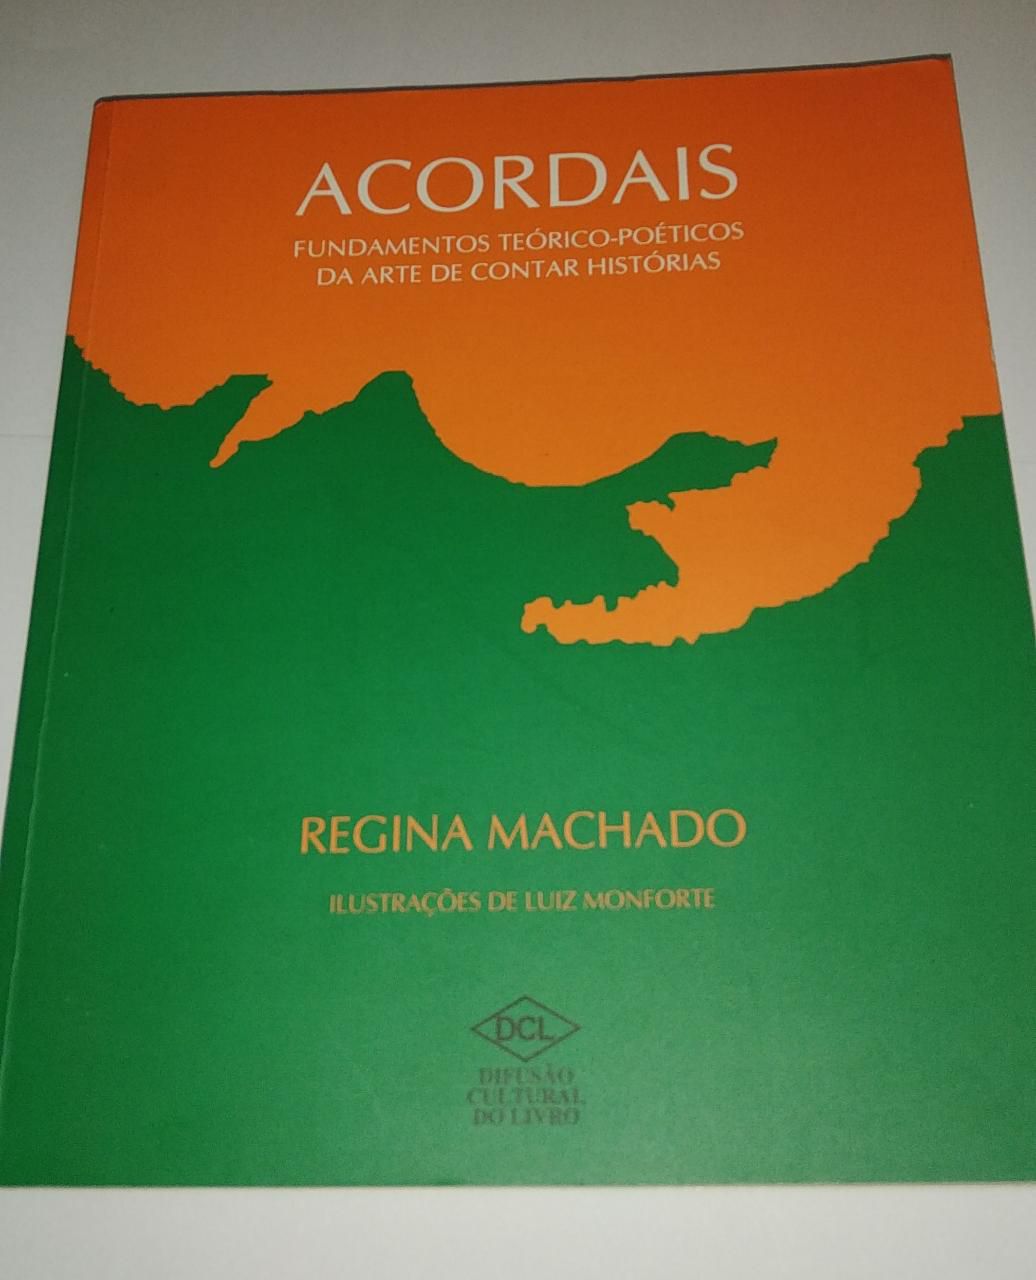 ACORDAIS
FUNDAMENTOS TEÓRICO-POÉTICOS
DA ARTE DE CONTAR HISTÓRIAS
REGINA MACHADO
ILUSTRAÇÕES DE LUIZ MONFORTE
DCL
DIFUSÃO
CULTURAL
DO LIVRO